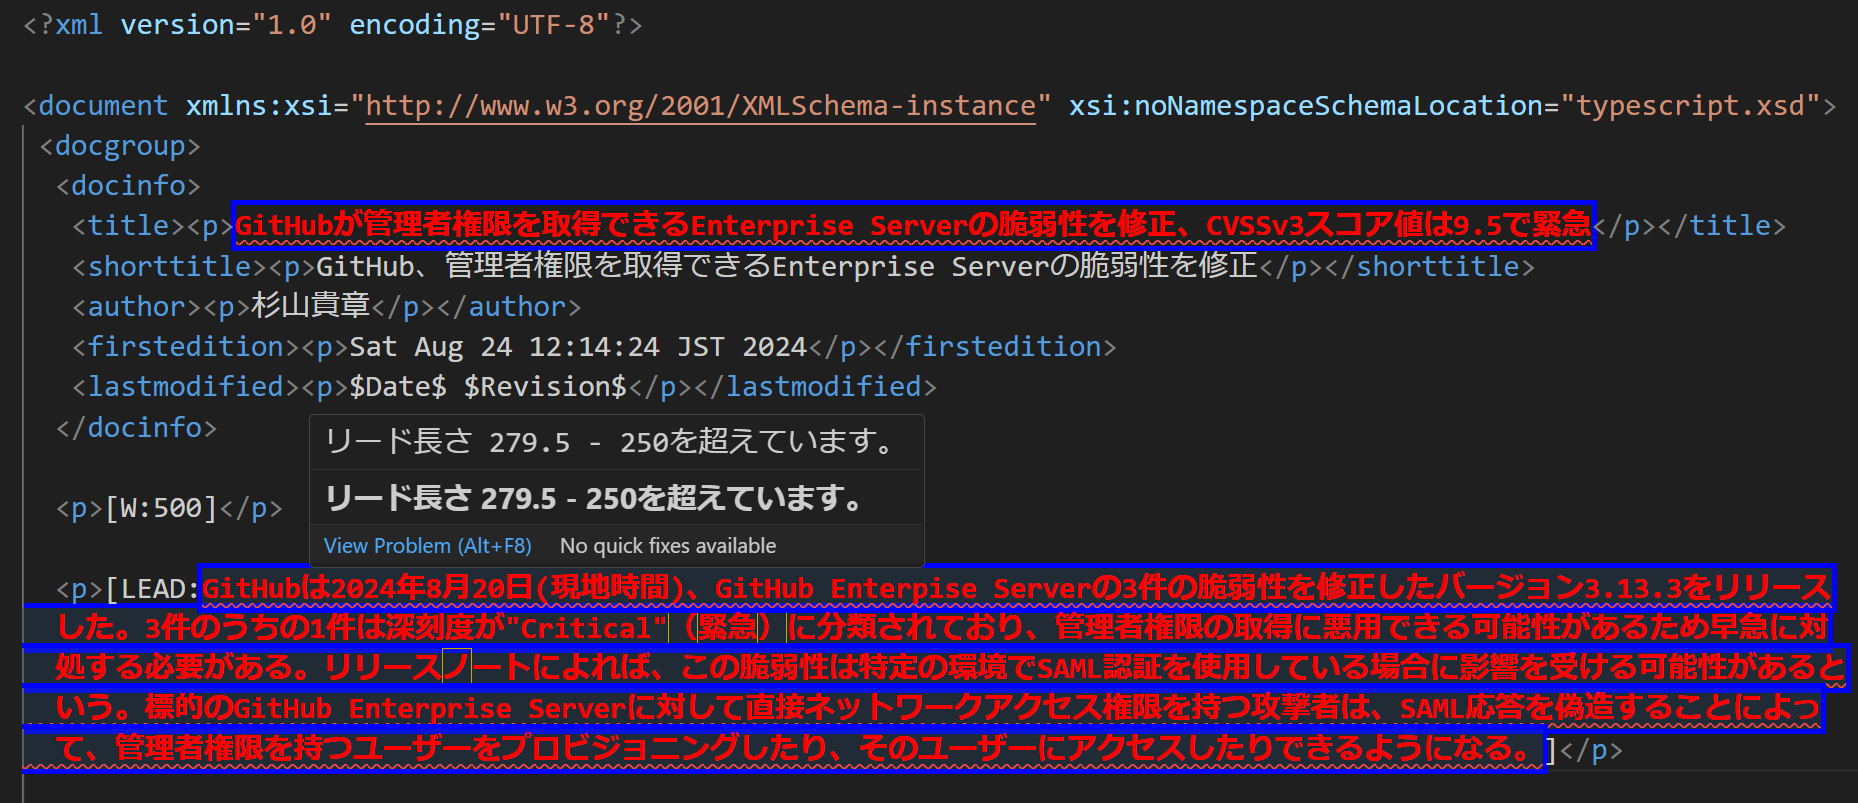 <?xml version="1.0" encoding="UTF-8"?>
<document xmlns:xsi="http://www.w3.org/2001/XMLSchema-instance" xsi:noNamespaceSchemaLocation="typescript.xsd">
<docgroup>
<docinfo>
<title><p>GitHubが管理者権限を取得できるEnterprise Serverの脆弱性を修正、CVSSv3スコア値は9.5で緊急</p></title>
<shorttitle><p>GitHub、管理者権限を取得できるEnterprise Serverの脆弱性を修正</p></shorttitle>
<author><p>杉山貴章</p></author>
<firstedition><p>Sat Aug 24 12:14:24 JST 2024</p></firstedition>
<lastmodified><p>$Date$ $Revision$</p></lastmodified>
</docinfo>
リード長さ 279.5 - 250を超えています。
リード長さ 279.5 - 250を超えています。
<p>[W:500]</p>
View Problem (Alt+F8) No quick fixes available
<p>[LEAD:GitHubは2024年8月20日(現地時間)、GitHub Enterpise Serverの3件の脆弱性を修正したバージョン3.13.3をリリース
した。3件のうちの1件は深刻度が"Critical"（緊急）に分類されており、管理者権限の取得に悪用できる可能性があるため早急に対
処する必要がある。リリースノートによれば、この脆弱性は特定の環境でSAML認証を使用している場合に影響を受ける可能性があると
いう。標的のGitHub Enterprise Serverに対して直接ネットワークアクセス権限を持つ攻撃者は、SAML応答を偽造することによっ
て、管理者権限を持つユーザーをプロビジョニングしたり、そのユーザーにアクセスしたりできるようになる。]</p>